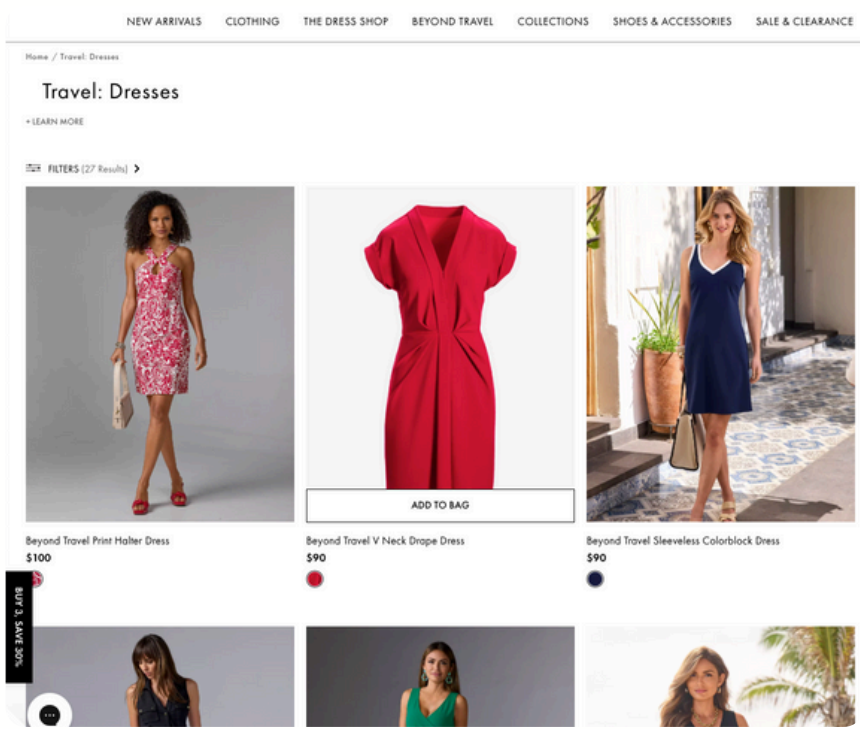 NEW ARRIVALS CLOTHING THE DRESS SHOP BEYOND TRAVEL COLLECTIONS SHOES & ACCESSORIES SALE & CLEARANCE
Home / Travel: Dresses
Travel: Dresses
+ LEARN MORE
FILTERS (27 Results)
ADD TO BAG
Beyond Travel Print Halter Dress
$100
Beyond Travel V Neck Drape Dress
$90
Beyond Travel Sleeveless Colorblock Dress
$90
BUY 3, SAVE 30%